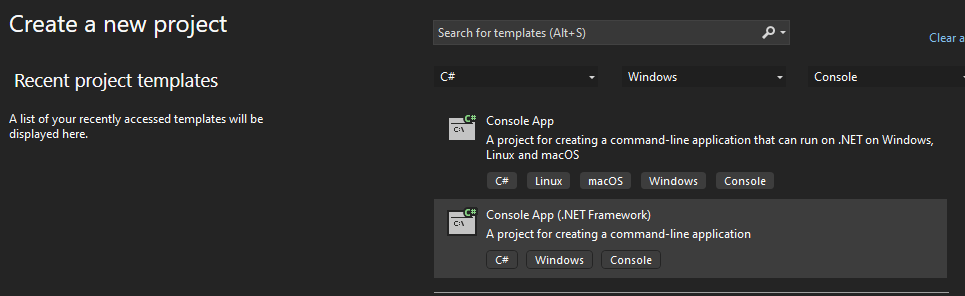 Create a new project
Search for templates (Alt+S)
Clear a
Recent project templates
C#
Windows
Console
A list of your recently accessed templates will be
displayed here.
C#
C:\
Console App
A project for creating a command-line application that can run on .NET on Windows,
Linux and macOS
C#
Linux
macOS
Windows
Console
C#
C:\
Console App (.NET Framework)
A project for creating a command-line application
C#
Windows
Console